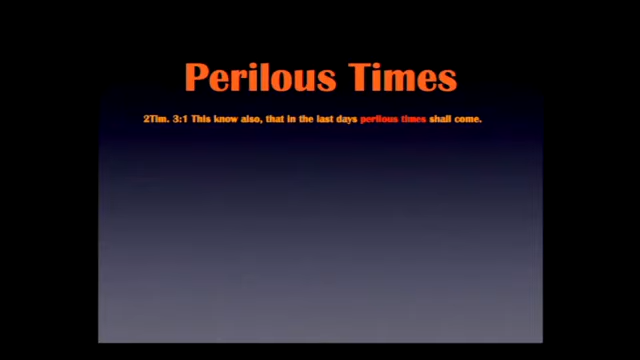 Perilous Times
2Tim. 3:1 This know also, that in the last days perilous times shall come.